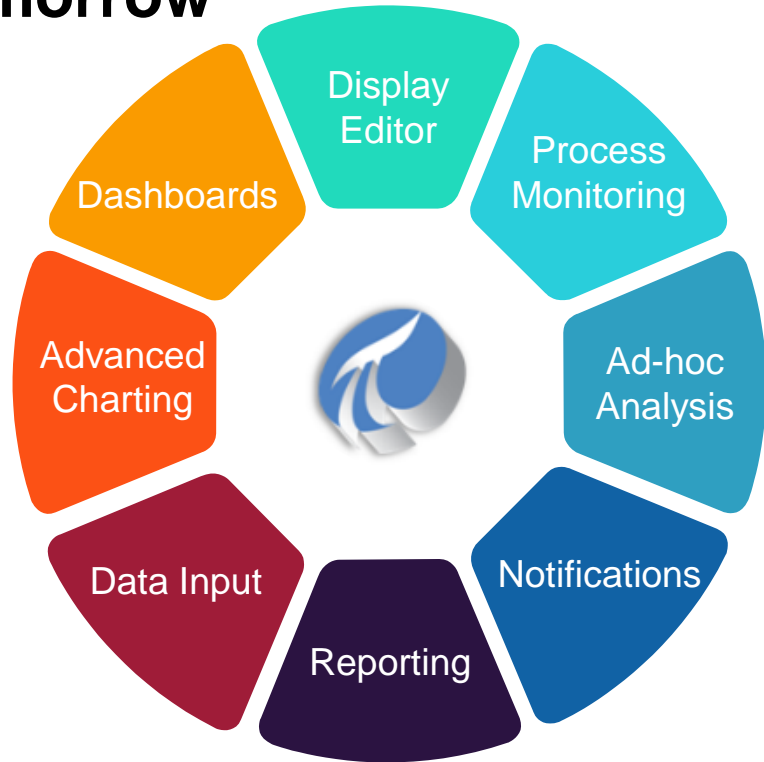 Display
Editor
Process
Monitoring
Ad-hoc
Analysis
Notifications
Reporting
Data Input
Advanced
Charting
Dashboards